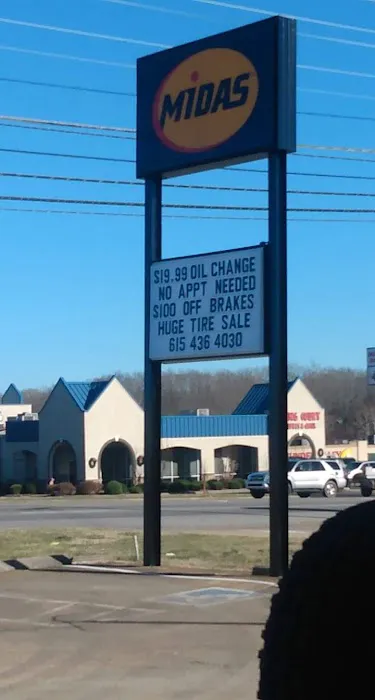 MiDAS
$19.99 OIL CHANGE
NO APPT NEEDED
$100 OFF BRAKES
HUGE TIRE SALE
615 436 4030